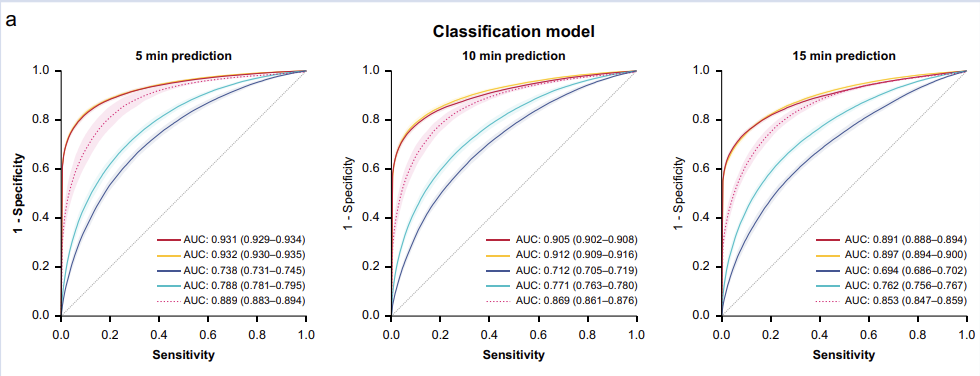 a
Classification model
5 min prediction
1 - Specificity
1.0
0.8
0.6
0.4
0.2
0.0
AUC: 0.931 (0.929–0.934)
AUC: 0.932 (0.930–0.935)
AUC: 0.738 (0.731–0.745)
AUC: 0.788 (0.781–0.795)
AUC: 0.889 (0.883–0.894)
0.0 0.2 0.4 0.6 0.8 1.0
Sensitivity
10 min prediction
1 - Specificity
1.0
0.8
0.6
0.4
0.2
0.0
AUC: 0.905 (0.902–0.908)
AUC: 0.912 (0.909–0.916)
AUC: 0.712 (0.705–0.719)
AUC: 0.771 (0.763–0.780)
AUC: 0.869 (0.861–0.876)
0.0 0.2 0.4 0.6 0.8 1.0
Sensitivity
15 min prediction
1 - Specificity
1.0
0.8
0.6
0.4
0.2
0.0
AUC: 0.891 (0.888–0.894)
AUC: 0.897 (0.894–0.900)
AUC: 0.694 (0.686–0.702)
AUC: 0.762 (0.756–0.767)
AUC: 0.853 (0.847–0.859)
0.0 0.2 0.4 0.6 0.8 1.0
Sensitivity